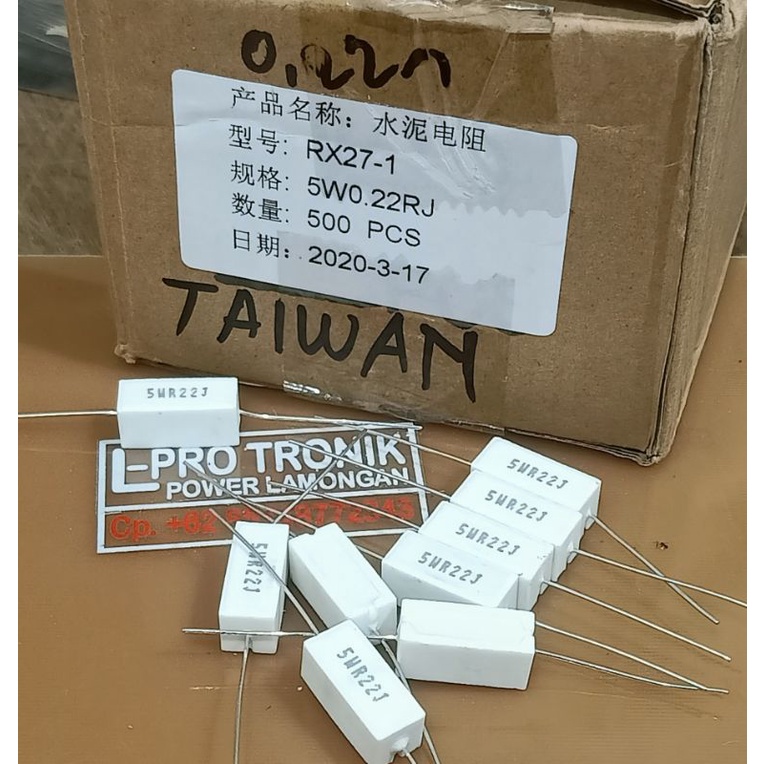 0,22Ω
产品名称：水泥电阻
型号: RX27-1
规格: 5W0.22RJ
数量: 500 PCS
日期: 2020-3-17
TAIWAN
5WR22J
L-PRO TRONIK
POWER LAMONGAN
Cp. +62
5WR22J
5WR22J
5WR22J
5WR22J
5WR22J
5WR22J